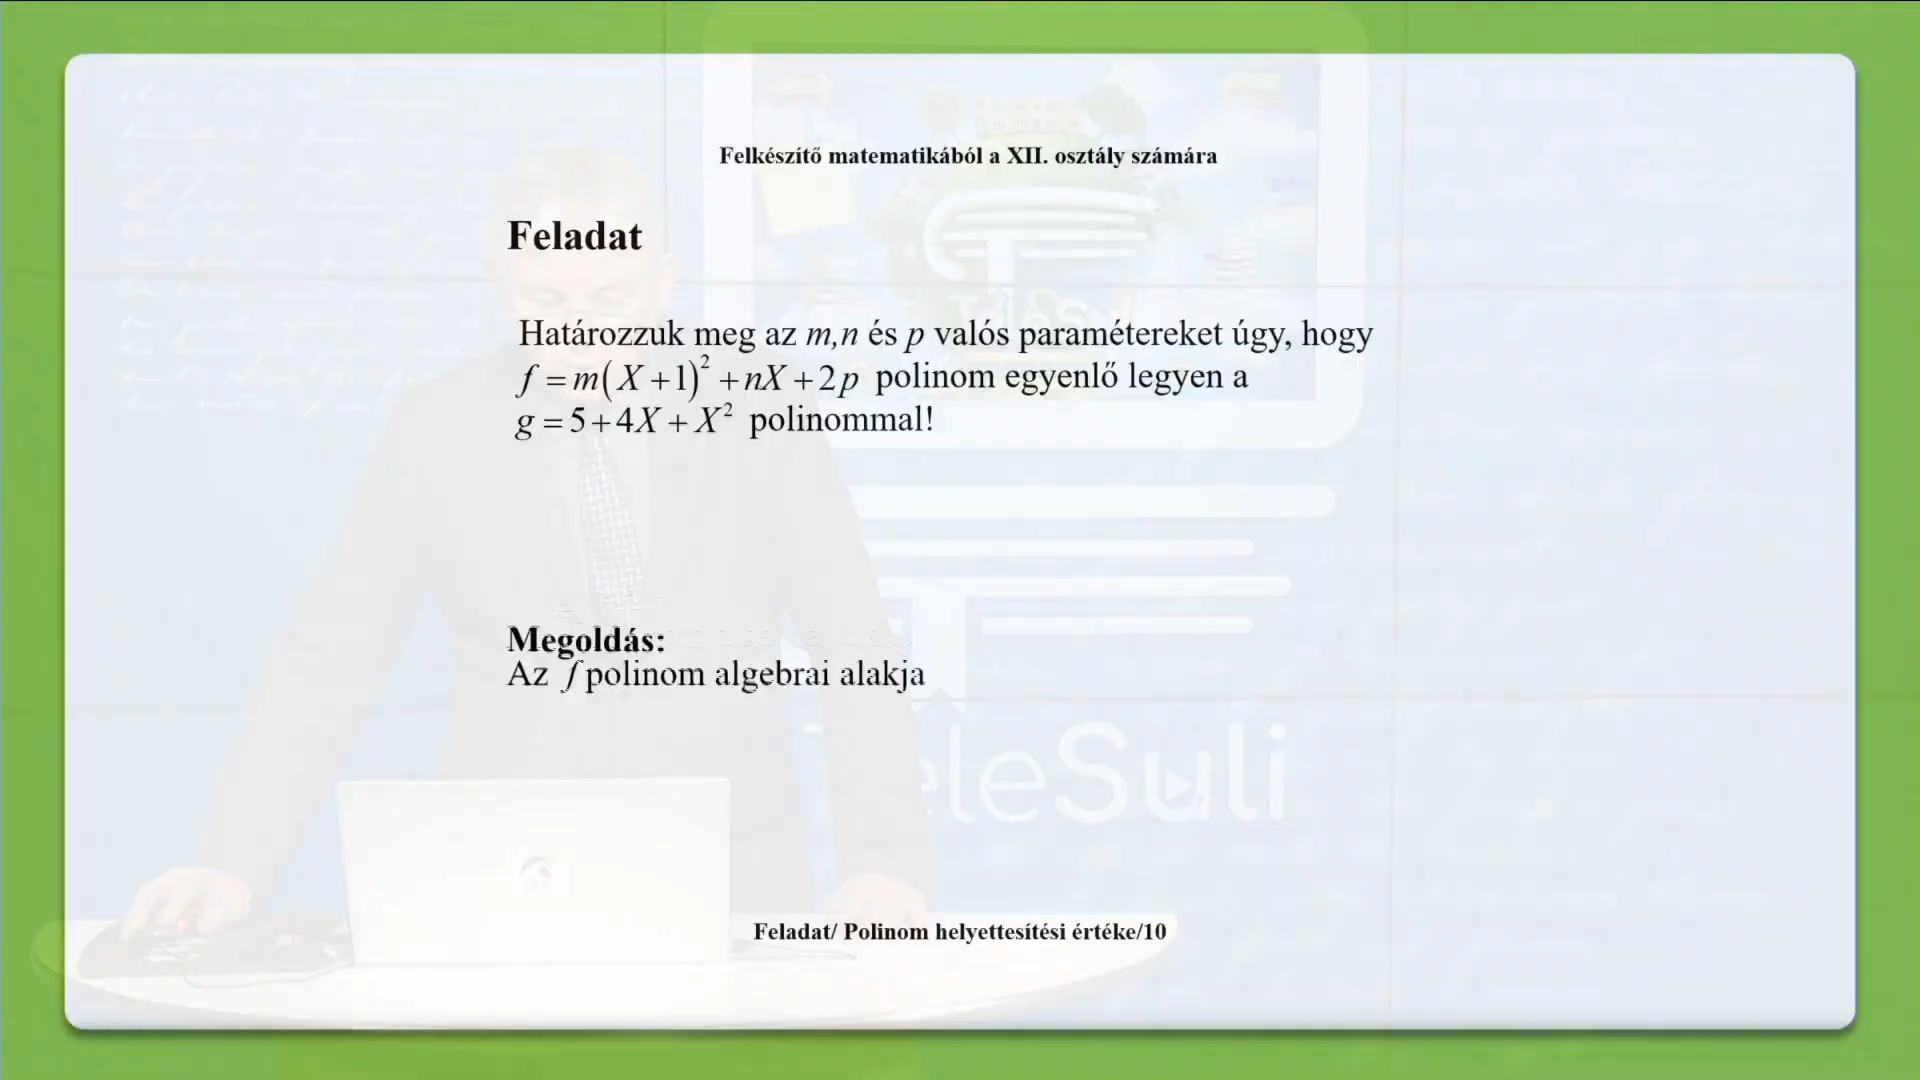 Felkészítő matematikából a XII. osztály számára
Feladat
Határozzuk meg az m,n és p valós paramétereket úgy, hogy
f = m(X+1)² + nX + 2p polinom egyenlő legyen a
g = 5+4X + X² polinommal!
Megoldás:
Az f polinom algebrai alakja
eleSuli
Feladat/ Polinom helyettesítési értéke/10